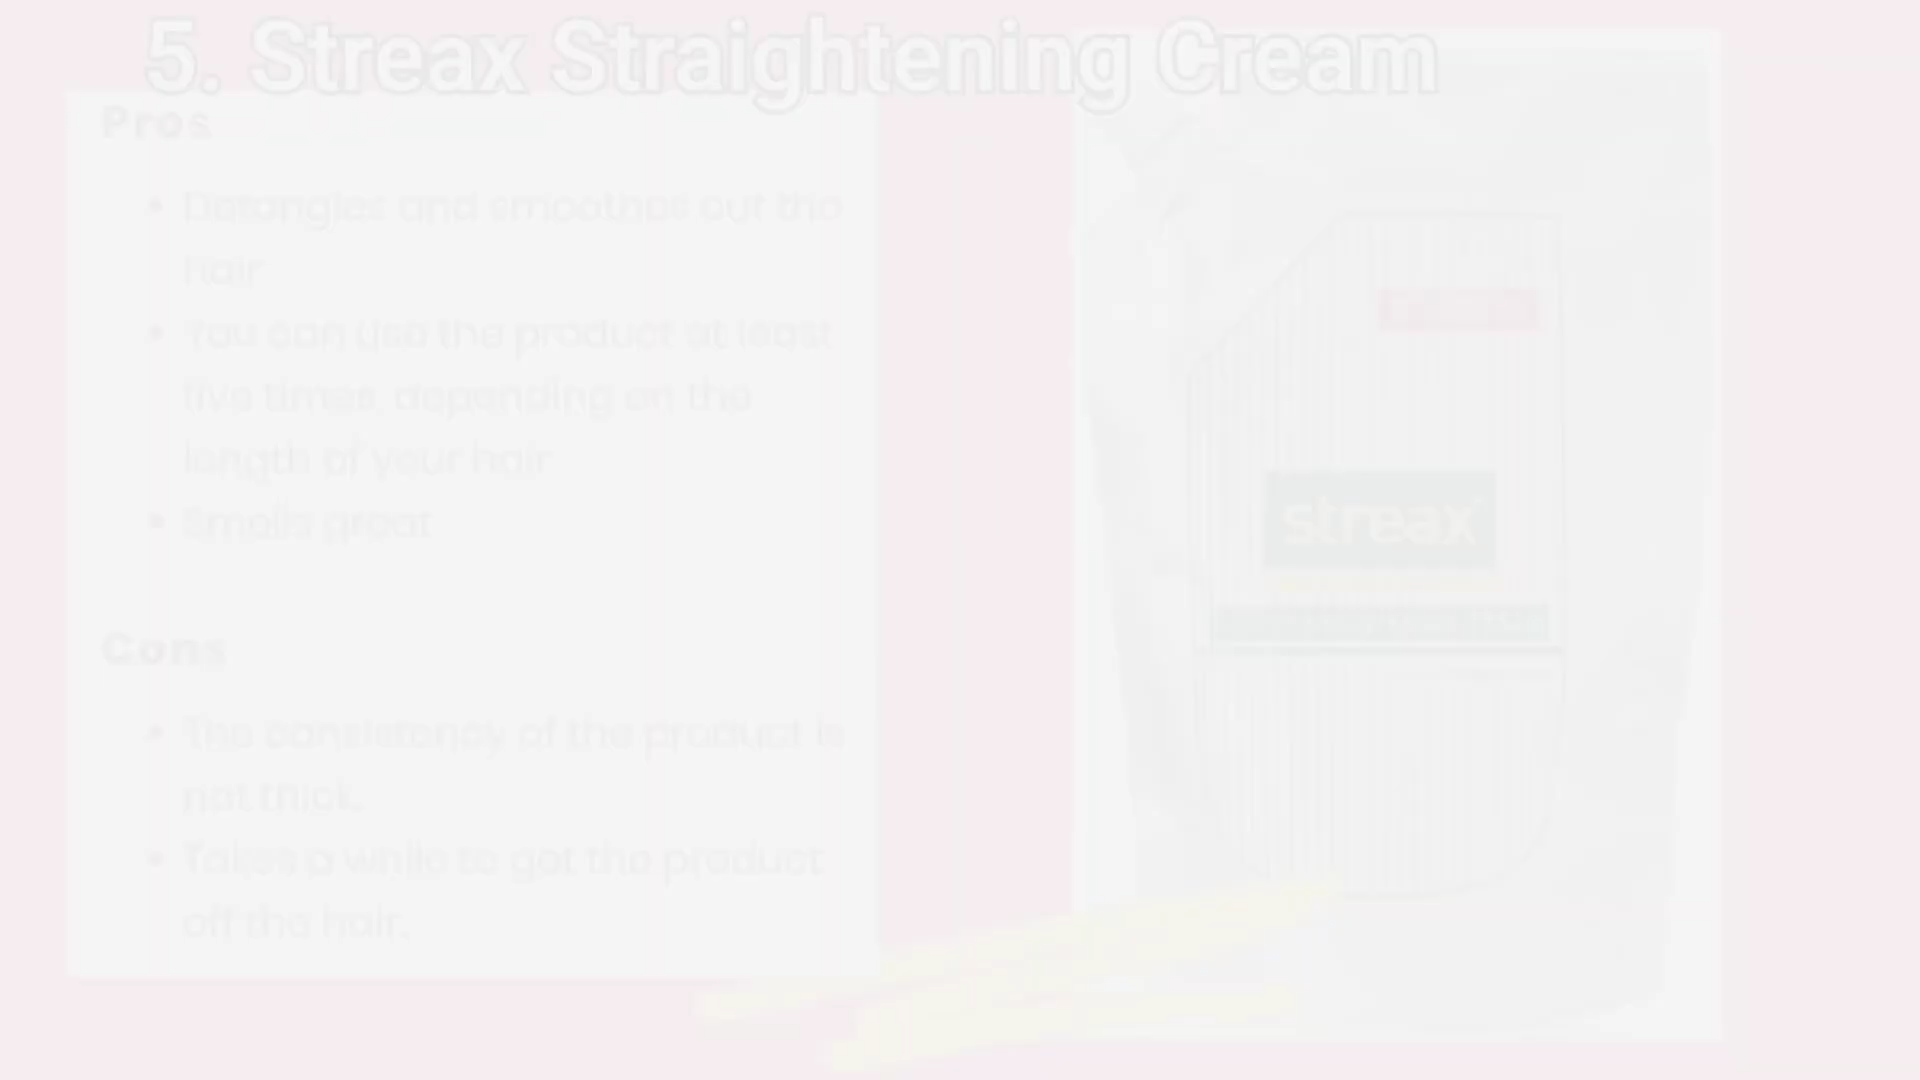 5. Streax Straightening Cream
Pros
• Detangles and smoothes out the
hair
• You can use the product at least
five times, depending on the
length of your hair
• Smells great
Cons
• The consistency of the product is
not thick.
• Takes a while to get the product
off the hair.
streax